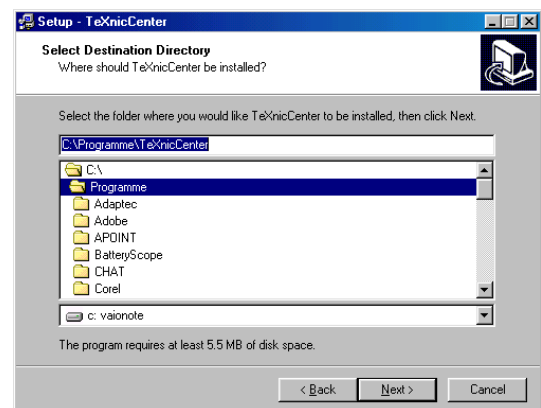 Setup - TeXnicCenter
Select Destination Directory
Where should TeXnicCenter be installed?
Select the folder where you would like TeXnicCenter to be installed, then click Next.
C:\Programme\TeXnicCenter
C:\
Programme
Adaptec
Adobe
APOINT
BatteryScope
CHAT
Corel
c: vaionote
The program requires at least 5.5 MB of disk space.
< Back Next > Cancel